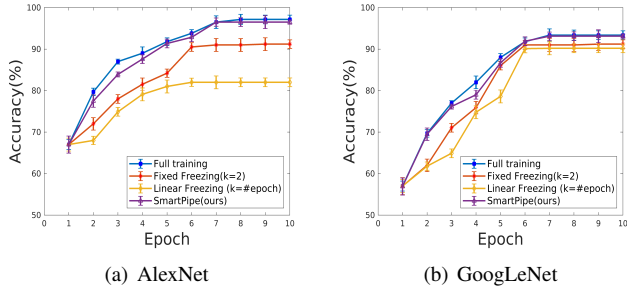 Accuracy(%)
100
90
80
70
60
50
0 1 2 3 4 5 6 7 8 9 10
Epoch
Full training
Fixed Freezing(k=2)
Linear Freezing (k=#epoch)
SmartPipe(ours)
(a) AlexNet
Accuracy(%)
100
90
80
70
60
50
0 1 2 3 4 5 6 7 8 9 10
Epoch
Full training
Fixed Freezing(k=2)
Linear Freezing (k=#epoch)
SmartPipe(ours)
(b) GoogLeNet